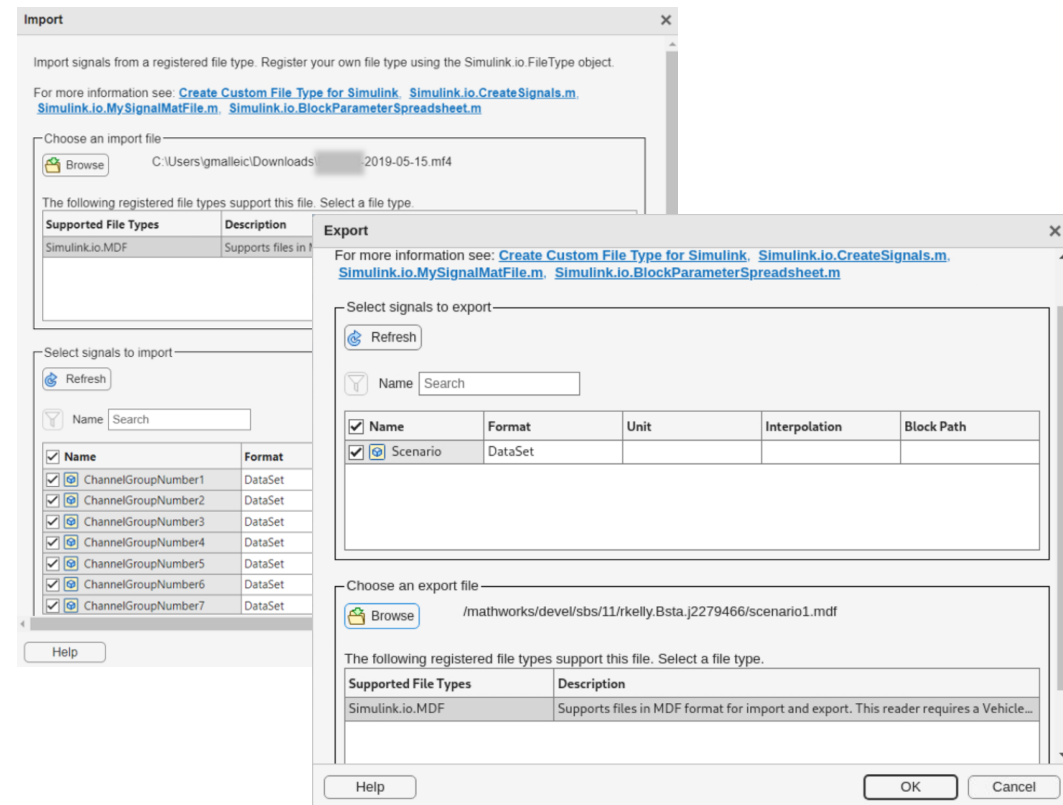 Import
Import signals from a registered file type. Register your own file type using the Simulink.io.FileType object.
For more information see: Create Custom File Type for Simulink, Simulink.io.CreateSignals.m,
Simulink.io.MySignalMatFile.m, Simulink.io.BlockParameterSpreadsheet.m
Choose an import file
Browse C:\Users\gmalleic\Downloads\ -2019-05-15.mf4
The following registered file types support this file. Select a file type.
Supported File Types Description
Simulink.io.MDF Supports files in
Select signals to import
Refresh
Name Search
Name Format
ChannelGroupNumber1 DataSet
ChannelGroupNumber2 DataSet
ChannelGroupNumber3 DataSet
ChannelGroupNumber4 DataSet
ChannelGroupNumber5 DataSet
ChannelGroupNumber6 DataSet
ChannelGroupNumber7 DataSet
Help
Export
For more information see: Create Custom File Type for Simulink, Simulink.io.CreateSignals.m,
Simulink.io.MySignalMatFile.m, Simulink.io.BlockParameterSpreadsheet.m
Select signals to export
Refresh
Name Search
Name Format Unit Interpolation Block Path
Scenario DataSet
Choose an export file
Browse /mathworks/devel/sbs/11/rkelly.Bsta.j2279466/scenario1.mdf
The following registered file types support this file. Select a file type.
Supported File Types Description
Simulink.io.MDF Supports files in MDF format for import and export. This reader requires a Vehicle...
Help OK Cancel